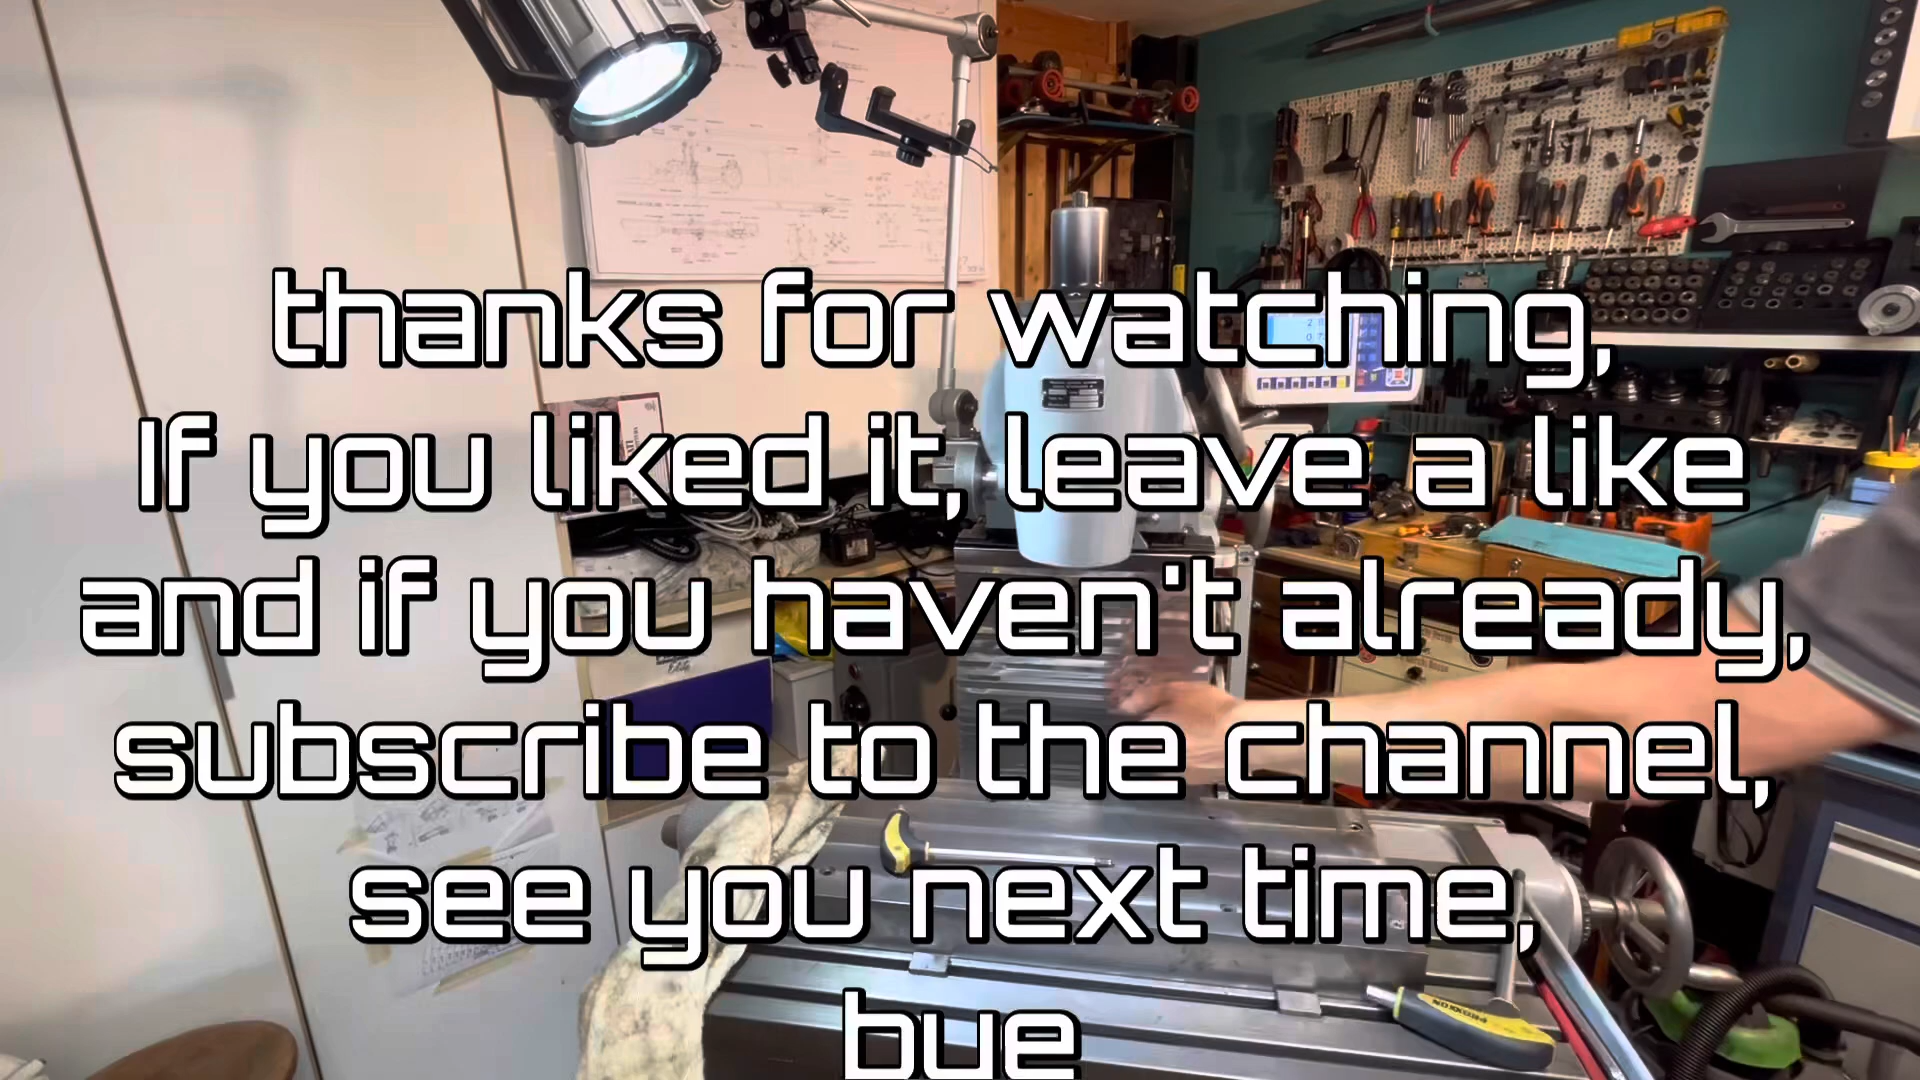 thanks for watching,
If you liked it, leave a like
and if you haven't already,
subscribe to the channel,
see you next time,
bye
PROXXON